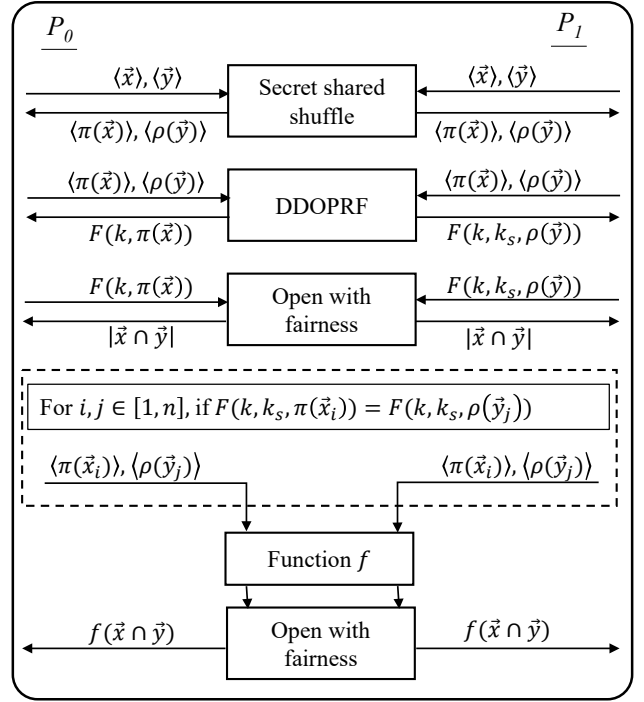 P_0
P_1
⟨x⃗⟩, ⟨y⃗⟩
Secret shared
shuffle
⟨x⃗⟩, ⟨y⃗⟩
⟨π(x⃗)⟩, ⟨ρ(y⃗)⟩
⟨π(x⃗)⟩, ⟨ρ(y⃗)⟩
⟨π(x⃗)⟩, ⟨ρ(y⃗)⟩
DDOPRF
⟨π(x⃗)⟩, ⟨ρ(y⃗)⟩
F(k, π(x⃗))
F(k, k_s, ρ(y⃗))
F(k, π(x⃗))
Open with
fairness
F(k, k_s, ρ(y⃗))
|x⃗ ∩ y⃗|
|x⃗ ∩ y⃗|
For i, j ∈ [1, n], if F(k, k_s, π(x⃗_i)) = F(k, k_s, ρ(y⃗_j))
⟨π(x⃗_i)⟩, ⟨ρ(y⃗_j)⟩
⟨π(x⃗_i)⟩, ⟨ρ(y⃗_j)⟩
Function f
f(x⃗ ∩ y⃗)
Open with
fairness
f(x⃗ ∩ y⃗)